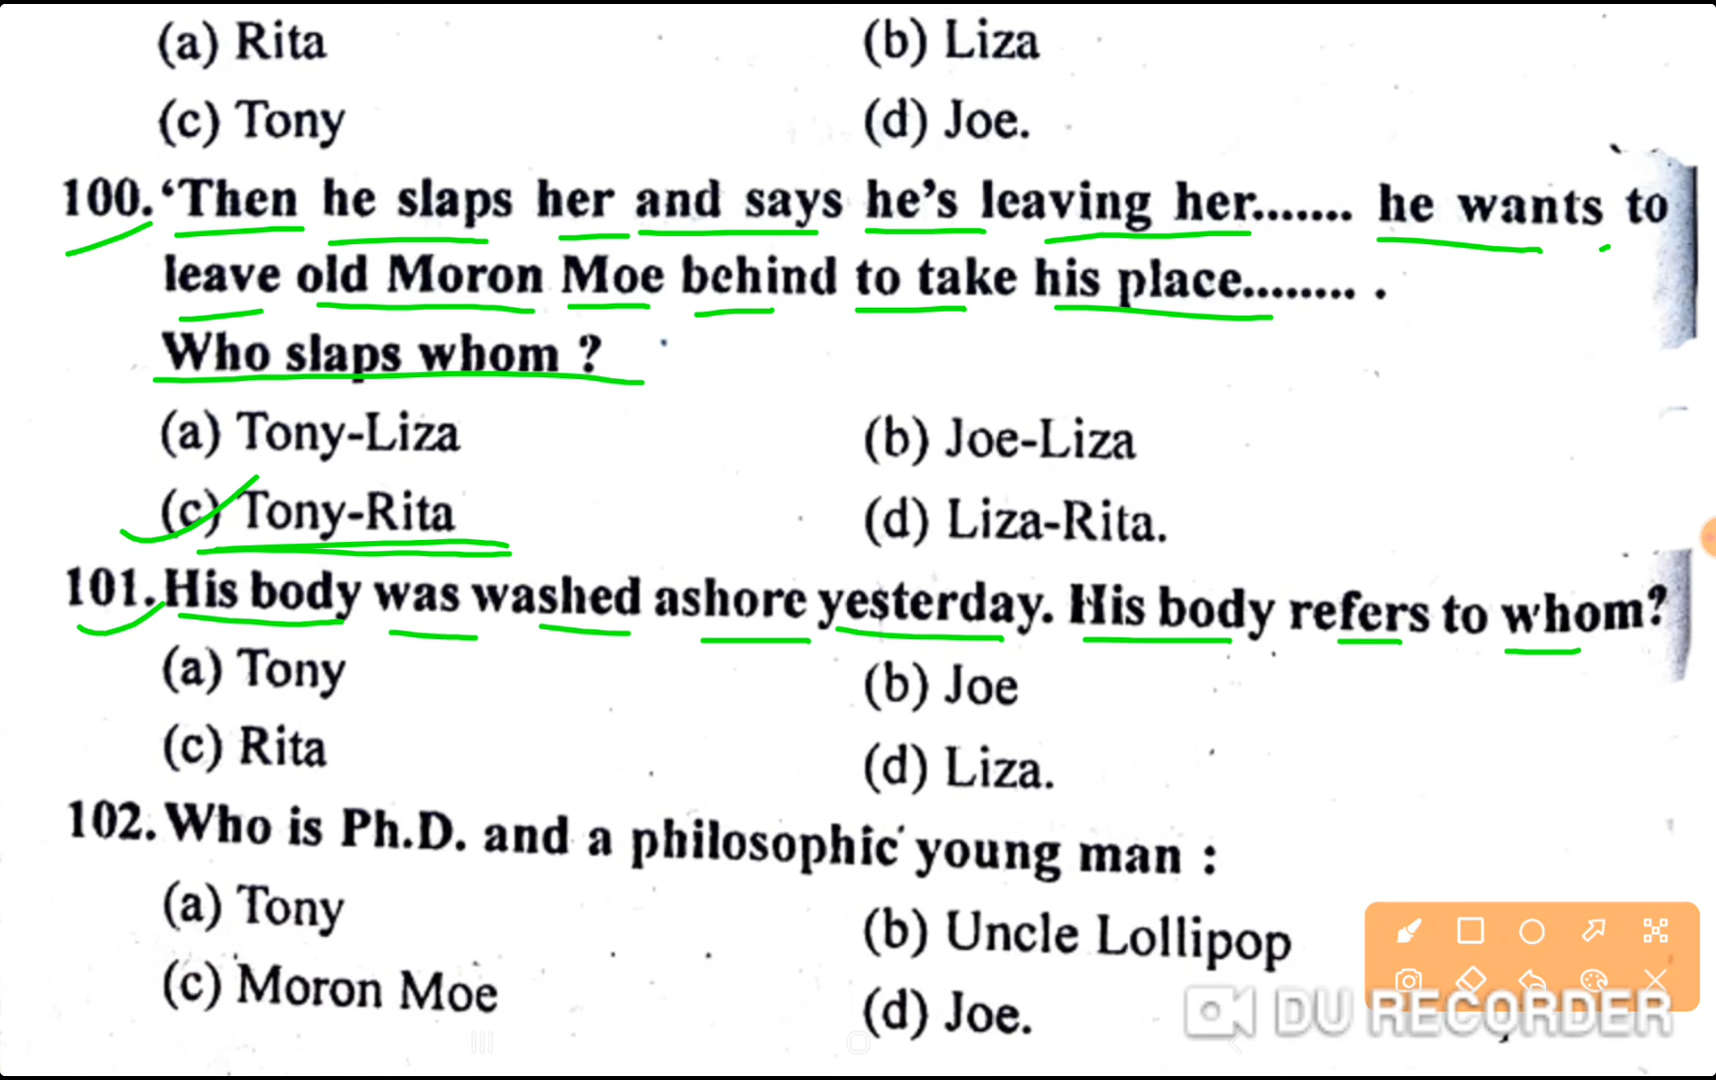 (a) Rita (b) Liza
(c) Tony (d) Joe.
100. ‘Then he slaps her and says he’s leaving her....... he wants to
leave old Moron Moe behind to take his place........ .
Who slaps whom ?
(a) Tony-Liza (b) Joe-Liza
(c) Tony-Rita (d) Liza-Rita.
101. His body was washed ashore yesterday. His body refers to whom?
(a) Tony (b) Joe
(c) Rita (d) Liza.
102. Who is Ph.D. and a philosophic young man :
(a) Tony (b) Uncle Lollipop
(c) Moron Moe (d) Joe.
DU RECORDER